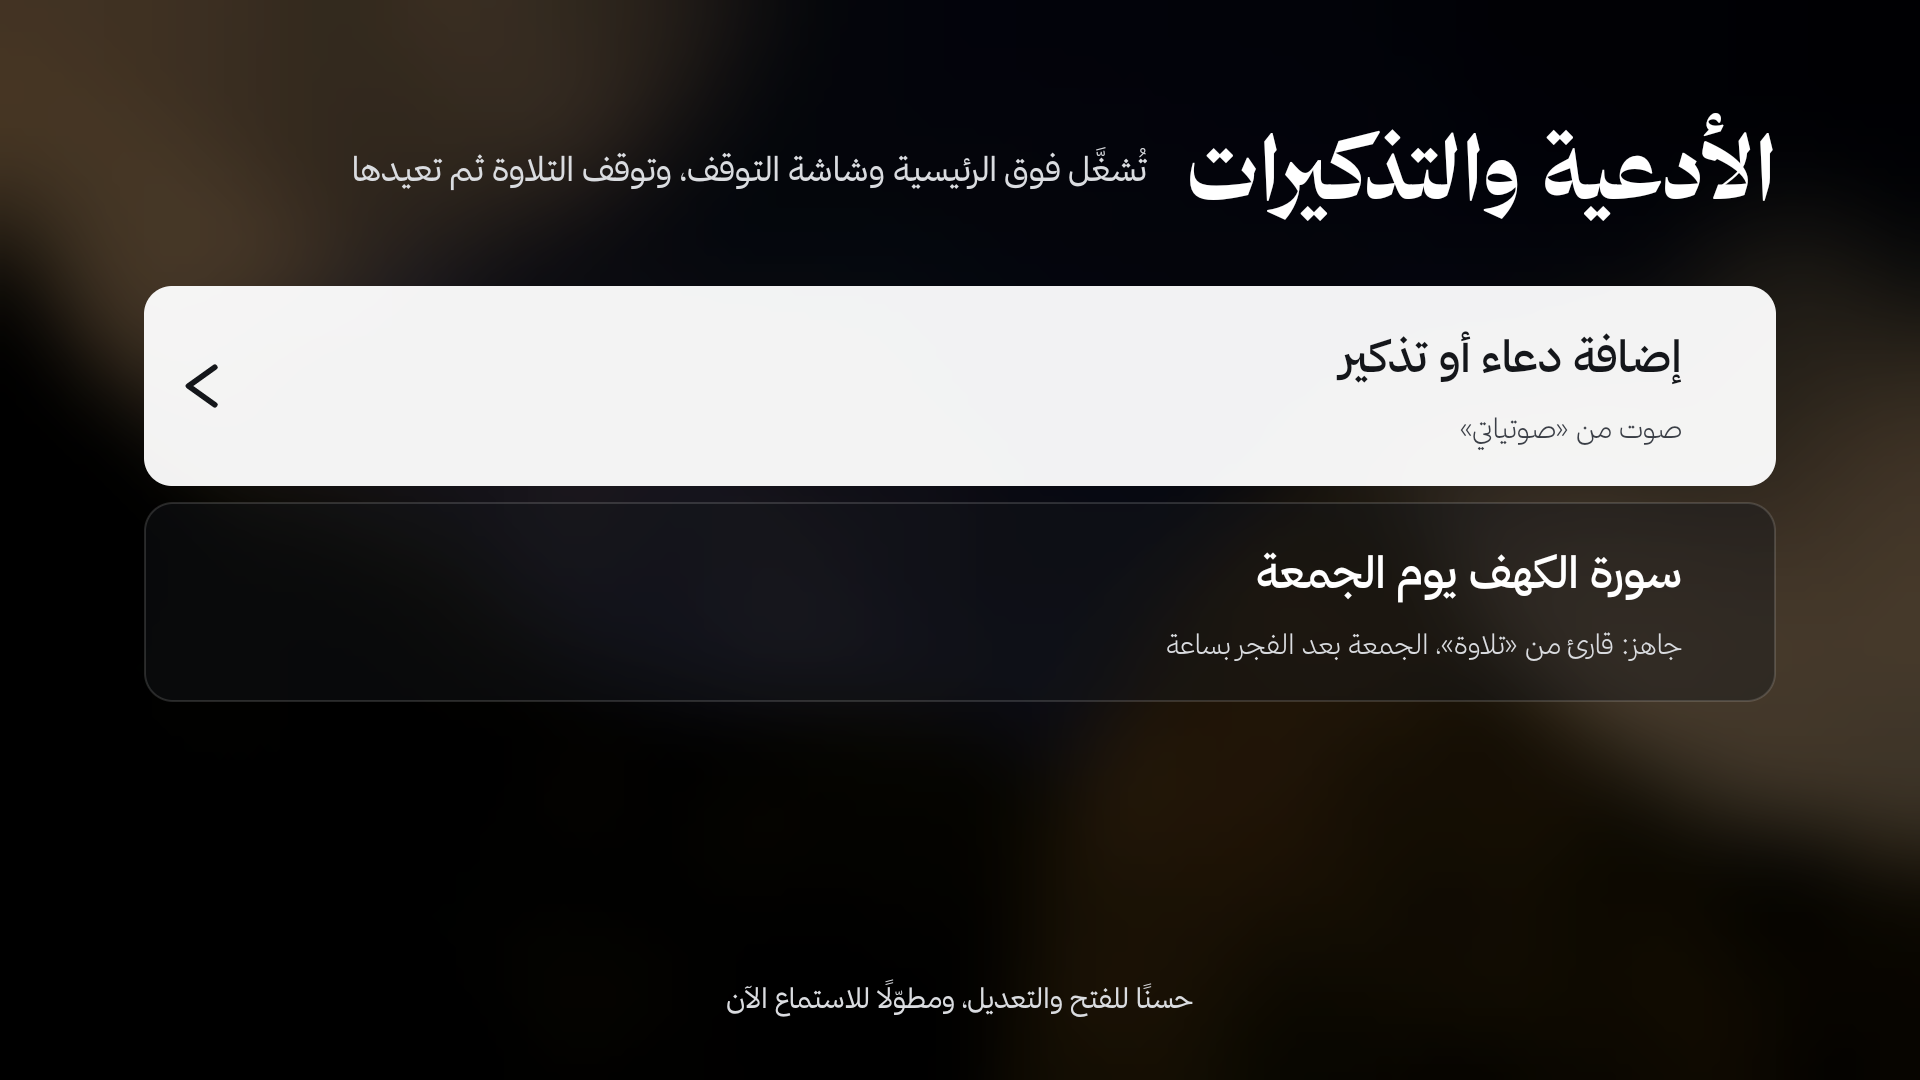 الأدعية والتذكيرات
تُشغَّل فوق الرئيسية وشاشة التوقف، وتوقف التلاوة ثم تعيدها
إضافة دعاء أو تذكير
صوت من «صوتياتي»
سورة الكهف يوم الجمعة
جاهز: قارئ من «تلاوة»، الجمعة بعد الفجر بساعة
حسنًا للفتح والتعديل، ومطوّلًا للاستماع الآن